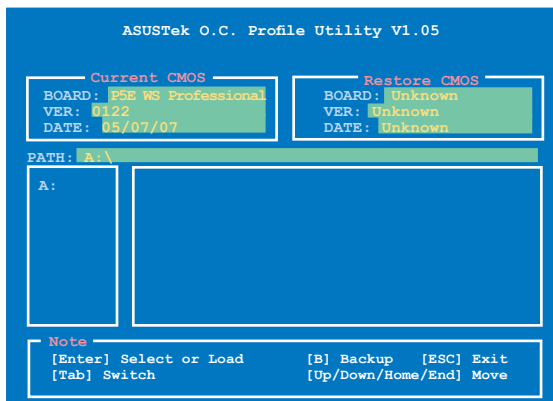 ASUSTek O.C. Profile Utility V1.05
Current CMOS
BOARD: P5E WS Professional
VER: 0122
DATE: 05/07/07
Restore CMOS
BOARD: Unknown
VER: Unknown
DATE: Unknown
PATH: A:\
A:
Note
[Enter] Select or Load [B] Backup [ESC] Exit
[Tab] Switch [Up/Down/Home/End] Move